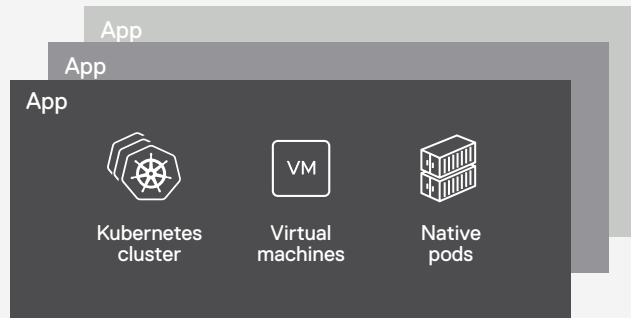 App
App
App
VM
Kubernetes
cluster
Virtual
machines
Native
pods